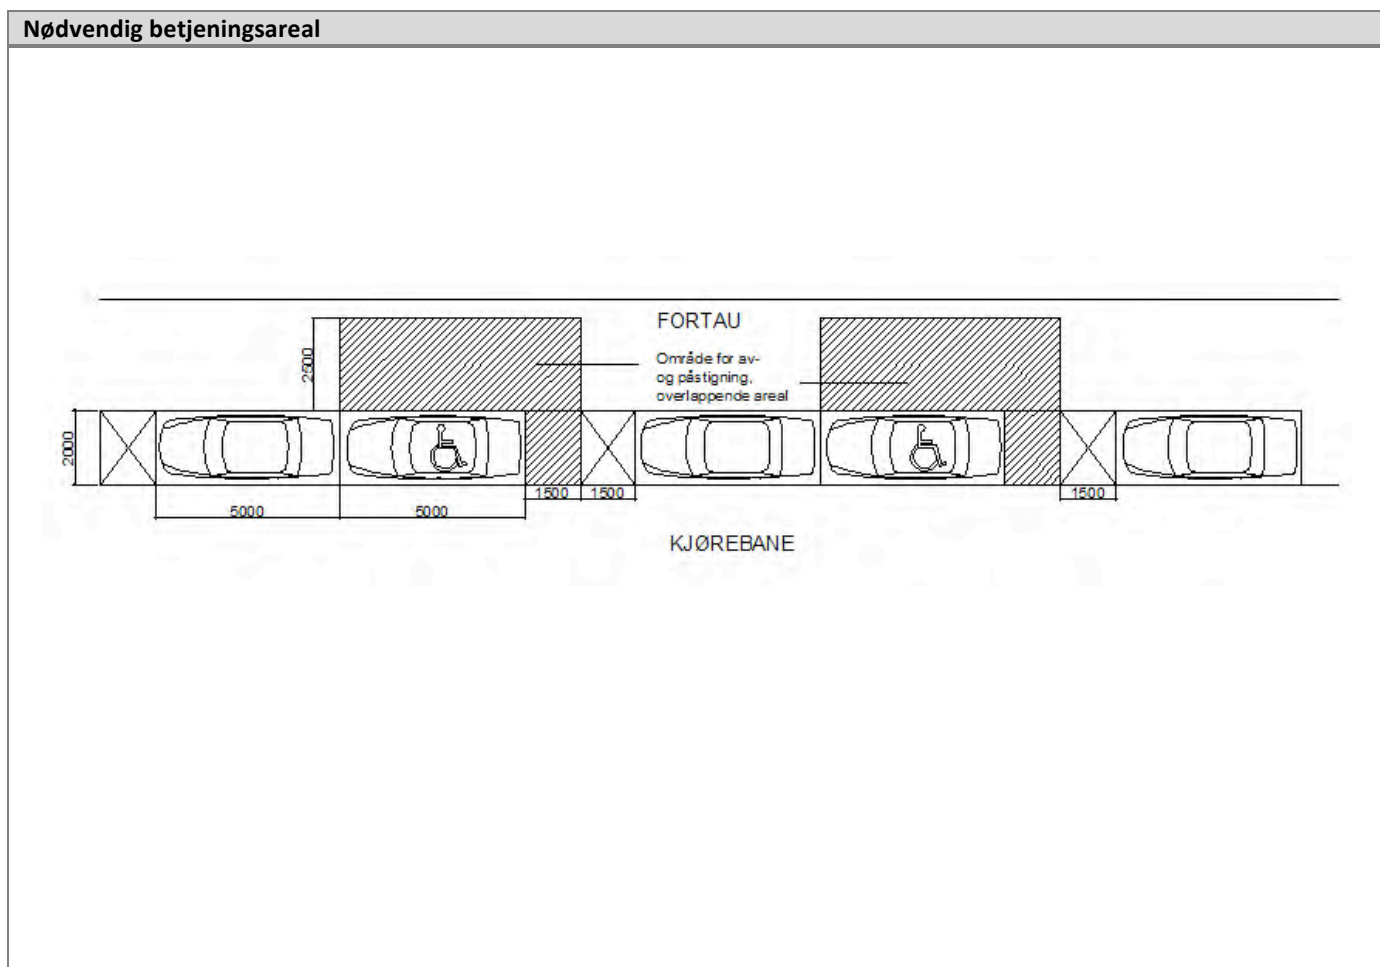 Nødvendig betjeningsareal
FORTAU
Område for av-
og påstigning,
overlappende areal
2500
2000
1500
1500
1500
5000
5000
KJØREBANE